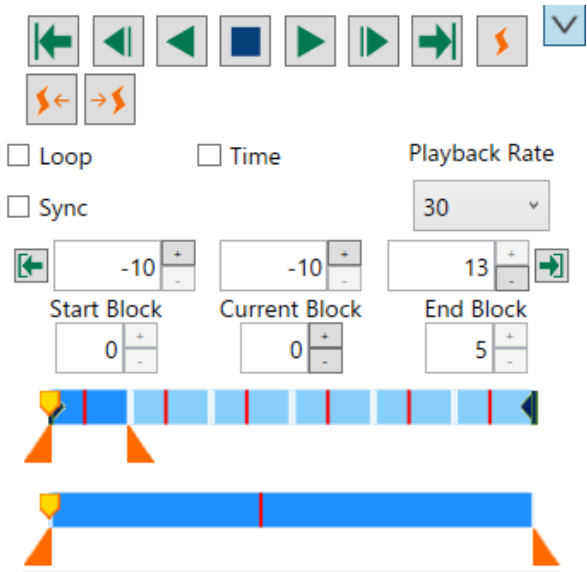 Loop
Time
Playback Rate
Sync
30
-10
+
-
-10
+
-
13
+
-
Start Block
Current Block
End Block
0
+
-
0
+
-
5
+
-